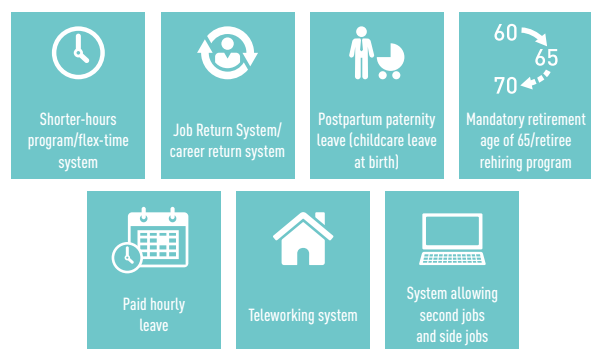 Shorter-hours
program/flex-time
system
Job Return System/
career return system
Postpartum paternity
leave (childcare leave
at birth)
60
65
70
Mandatory retirement
age of 65/retiree
rehiring program
Paid hourly
leave
Teleworking system
System allowing
second jobs
and side jobs